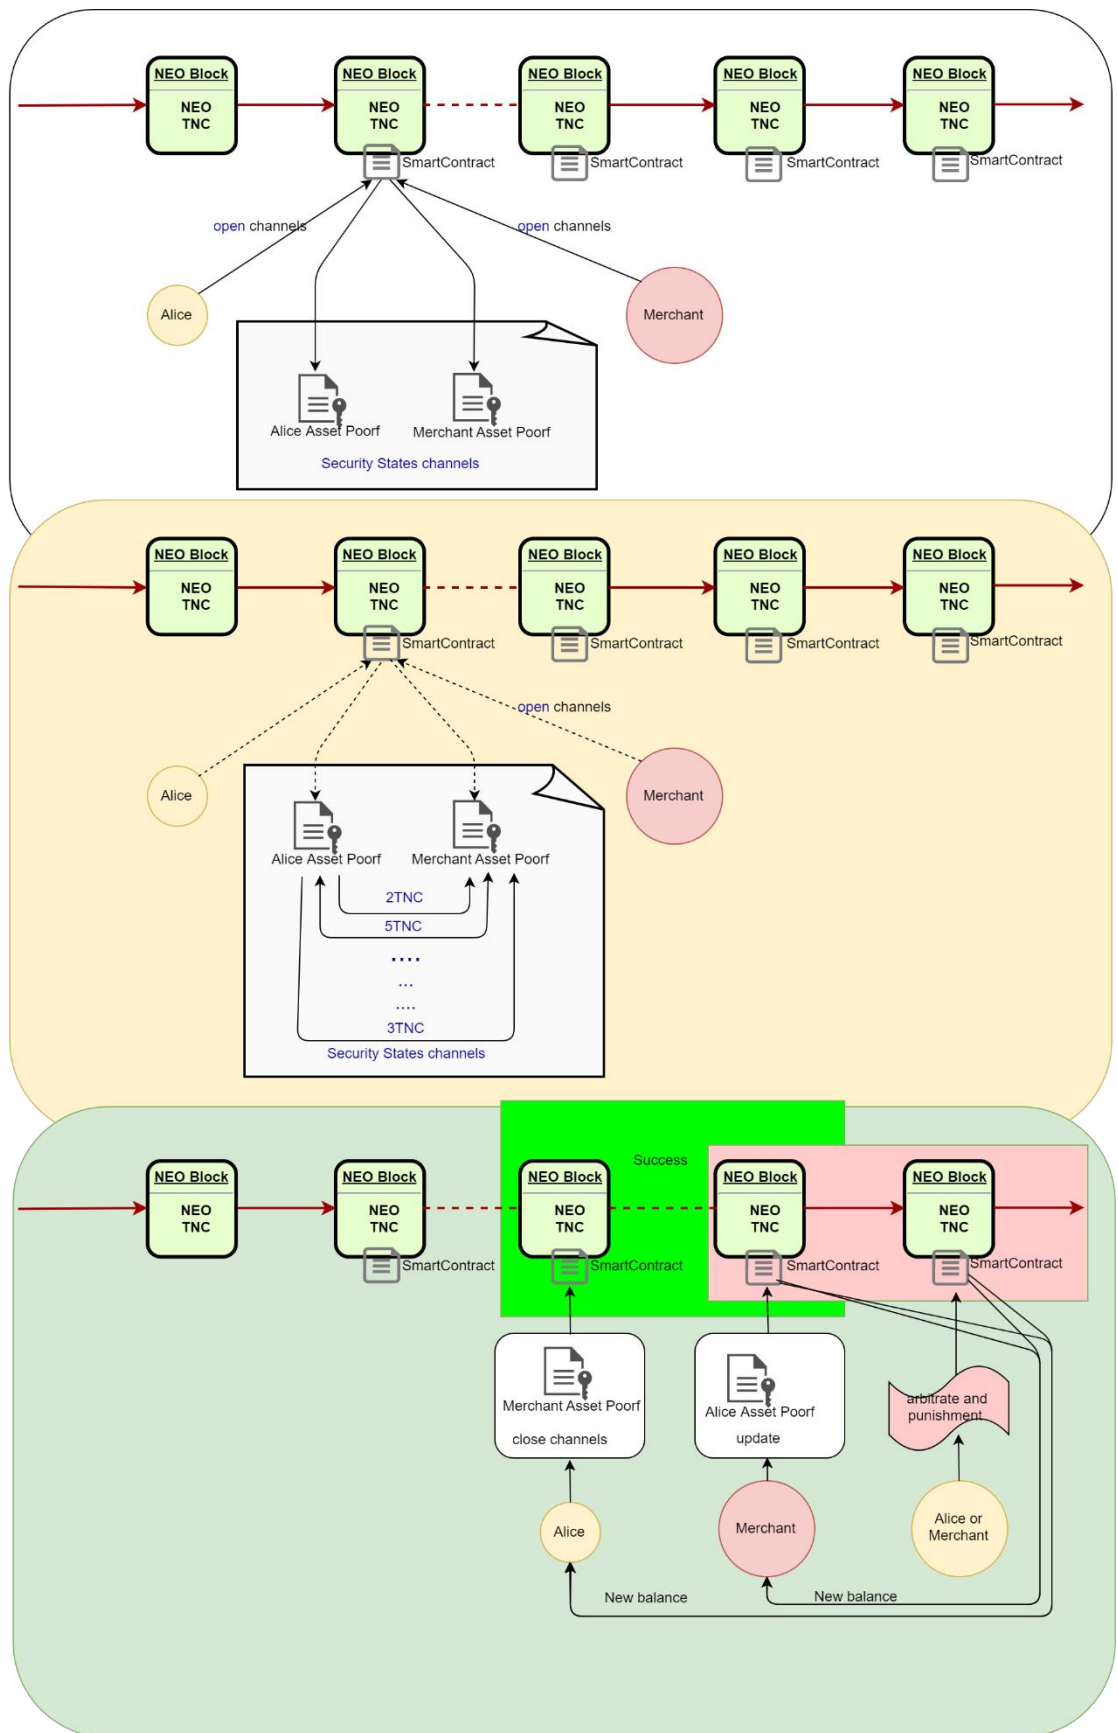 NEO Block
NEO
TNC
NEO Block
NEO
TNC
NEO Block
NEO
TNC
NEO Block
NEO
TNC
NEO Block
NEO
TNC
SmartContract
SmartContract
SmartContract
SmartContract
open channels
open channels
Alice
Merchant
Alice Asset Poorf
Merchant Asset Poorf
Security States channels
NEO Block
NEO
TNC
NEO Block
NEO
TNC
NEO Block
NEO
TNC
NEO Block
NEO
TNC
NEO Block
NEO
TNC
SmartContract
SmartContract
SmartContract
SmartContract
open channels
Alice
Merchant
Alice Asset Poorf
Merchant Asset Poorf
2TNC
5TNC
....
...
....
3TNC
Security States channels
Success
NEO Block
NEO
TNC
NEO Block
NEO
TNC
NEO Block
NEO
TNC
NEO Block
NEO
TNC
NEO Block
NEO
TNC
SmartContract
SmartContract
SmartContract
SmartContract
Merchant Asset Poorf
close channels
Alice Asset Poorf
update
arbitrate and
punishment
Alice
Merchant
Alice or
Merchant
New balance
New balance